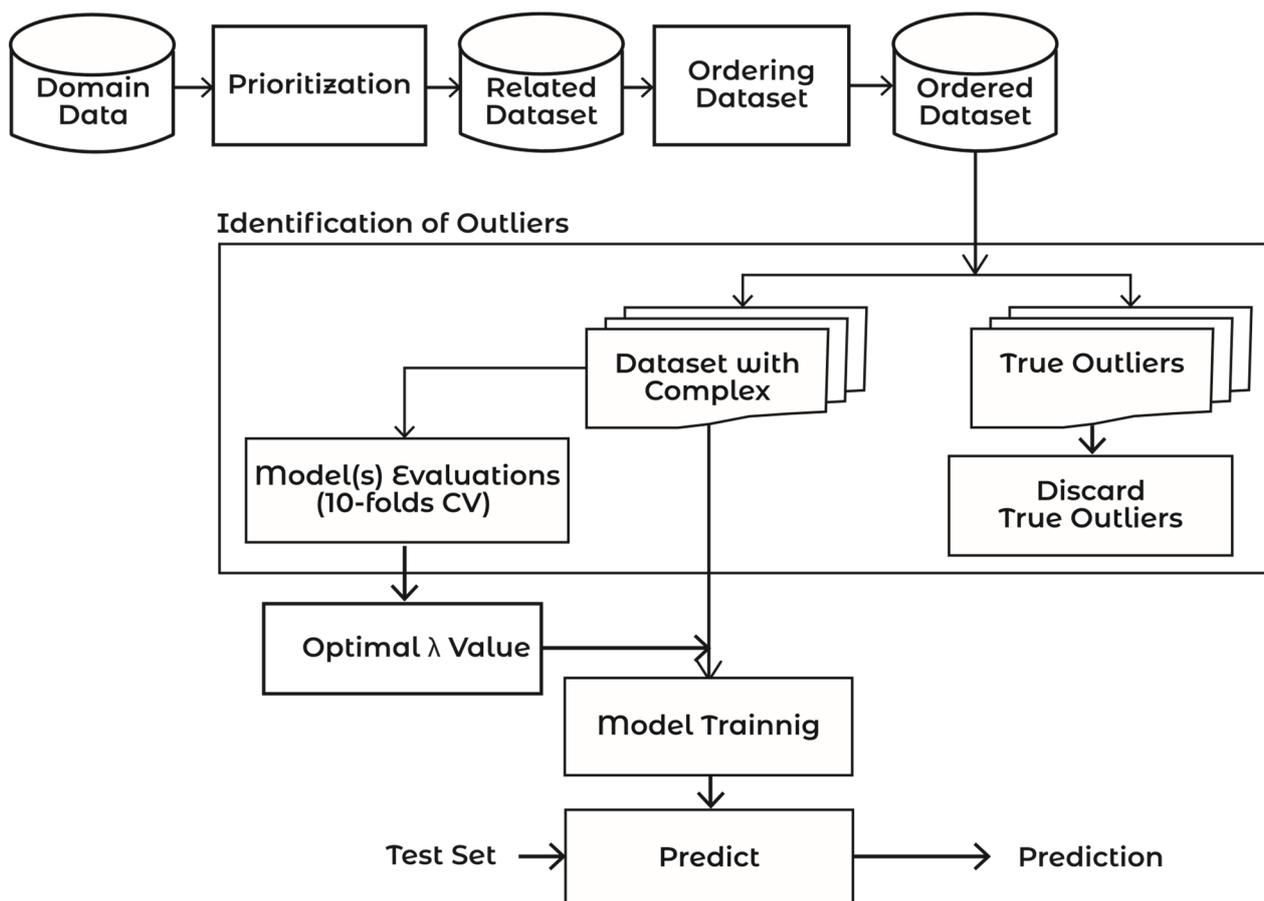 Domain
Data
Prioritization
Related
Dataset
Ordering
Dataset
Ordered
Dataset
Identification of Outliers
Dataset with
Complex
True Outliers
Model(s) Evaluations
(10-folds CV)
Discard
True Outliers
Optimal λ Value
Model Trainnig
Test Set
Predict
Prediction